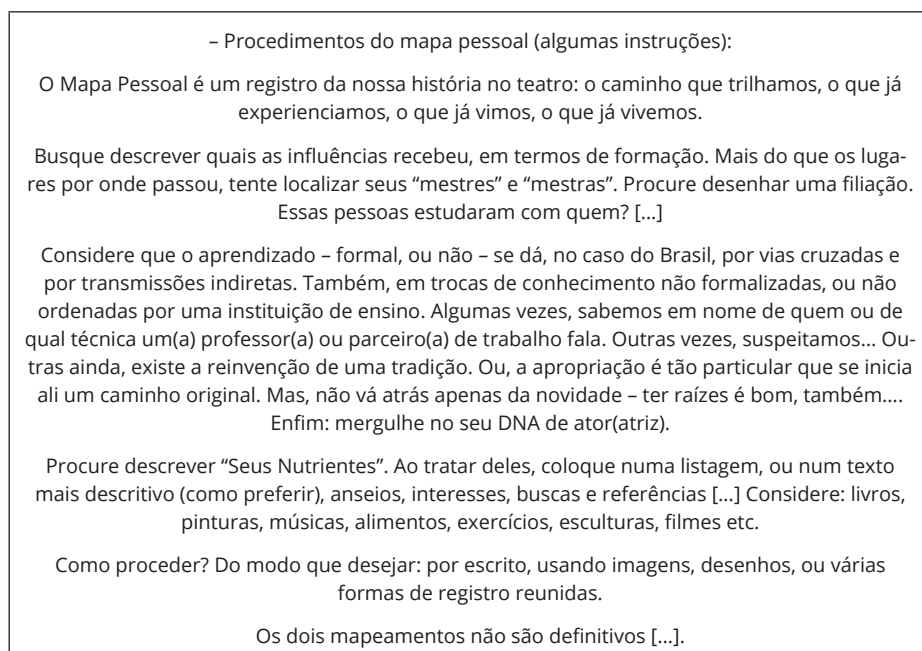 – Procedimentos do mapa pessoal (algumas instruções):
O Mapa Pessoal é um registro da nossa história no teatro: o caminho que trilhamos, o que já
experienciamos, o que já vimos, o que já vivemos.
Busque descrever quais as influências recebeu, em termos de formação. Mais do que os luga-
res por onde passou, tente localizar seus “mestres” e “mestras”. Procure desenhar uma filiação.
Essas pessoas estudaram com quem? [...]
Considere que o aprendizado – formal, ou não – se dá, no caso do Brasil, por vias cruzadas e
por transmissões indiretas. Também, em trocas de conhecimento não formalizadas, ou não
ordenadas por uma instituição de ensino. Algumas vezes, sabemos em nome de quem ou de
qual técnica um(a) professor(a) ou parceiro(a) de trabalho fala. Outras vezes, suspeitamos... Ou-
tras ainda, existe a reinvenção de uma tradição. Ou, a apropriação é tão particular que se inicia
ali um caminho original. Mas, não vá atrás apenas da novidade – ter raízes é bom, também....
Enfim: mergulhe no seu DNA de ator(atriz).
Procure descrever “Seus Nutrientes”. Ao tratar deles, coloque numa listagem, ou num texto
mais descritivo (como preferir), anseios, interesses, buscas e referências [...] Considere: livros,
pinturas, músicas, alimentos, exercícios, esculturas, filmes etc.
Como proceder? Do modo que desejar: por escrito, usando imagens, desenhos, ou várias
formas de registro reunidas.
Os dois mapeamentos não são definitivos [...].